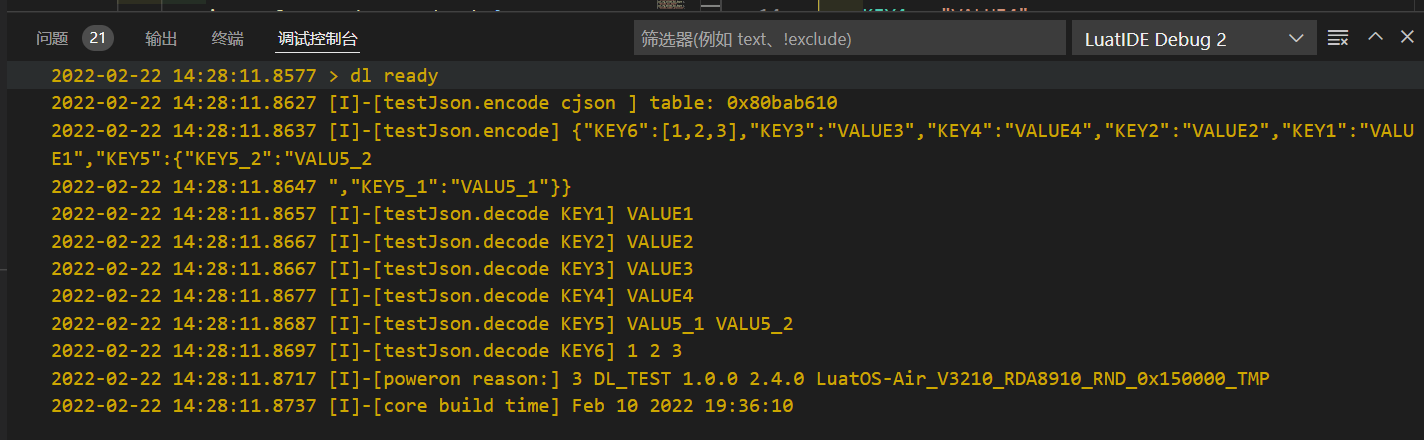 问题 21 输出 终端 调试控制台 筛选器(例如 text、!exclude) LuatIDE Debug 2
2022-02-22 14:28:11.8577 > dl ready
2022-02-22 14:28:11.8627 [I]-[testJson.encode cjson ] table: 0x80bab610
2022-02-22 14:28:11.8637 [I]-[testJson.encode] {"KEY6":[1,2,3],"KEY3":"VALUE3","KEY4":"VALUE4","KEY2":"VALUE2","KEY1":"VALU
E1","KEY5":{"KEY5_2":"VALU5_2
2022-02-22 14:28:11.8647 ","KEY5_1":"VALU5_1"}}
2022-02-22 14:28:11.8657 [I]-[testJson.decode KEY1] VALUE1
2022-02-22 14:28:11.8667 [I]-[testJson.decode KEY2] VALUE2
2022-02-22 14:28:11.8667 [I]-[testJson.decode KEY3] VALUE3
2022-02-22 14:28:11.8677 [I]-[testJson.decode KEY4] VALUE4
2022-02-22 14:28:11.8687 [I]-[testJson.decode KEY5] VALU5_1 VALU5_2
2022-02-22 14:28:11.8697 [I]-[testJson.decode KEY6] 1 2 3
2022-02-22 14:28:11.8717 [I]-[poweron reason:] 3 DL_TEST 1.0.0 2.4.0 LuatOS-Air_V3210_RDA8910_RND_0x150000_TMP
2022-02-22 14:28:11.8737 [I]-[core build time] Feb 10 2022 19:36:10